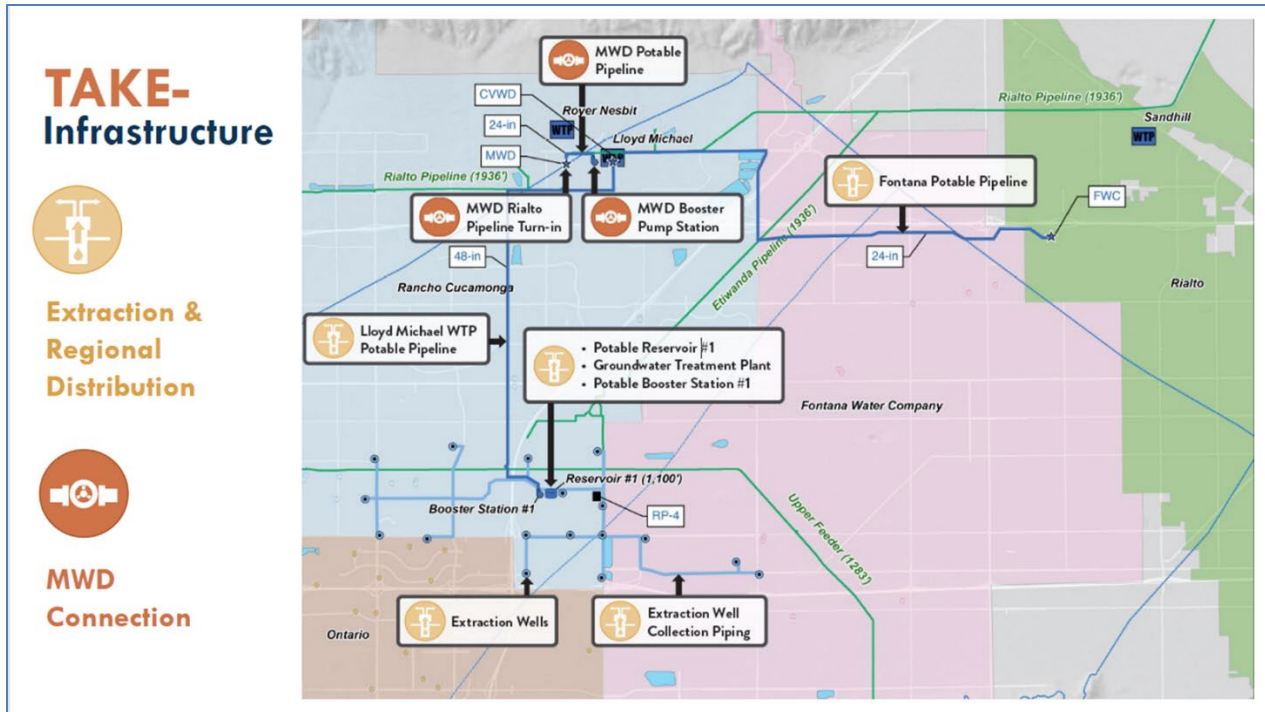 TAKE-
Infrastructure
Extraction &
Regional
Distribution
MWD
Connection
MWD Potable
Pipeline
CVWD
Royer Nesbit
24-in
WTP
Lloyd Michael
MWD
Rialto Pipeline (1936')
MWD Rialto
Pipeline Turn-in
MWD Booster
Pump Station
Rialto Pipeline (1936')
Sandhill
WTP
Fontana Potable Pipeline
FWC
24-in
Etiwanda Pipeline (1936')
Rialto
48-in
Rancho Cucamonga
Lloyd Michael WTP
Potable Pipeline
• Potable Reservoir #1
• Groundwater Treatment Plant
• Potable Booster Station #1
Fontana Water Company
Reservoir #1 (1,100')
Booster Station #1
RP-4
Upper Feeder (1283')
Extraction Wells
Extraction Well
Collection Piping
Ontario